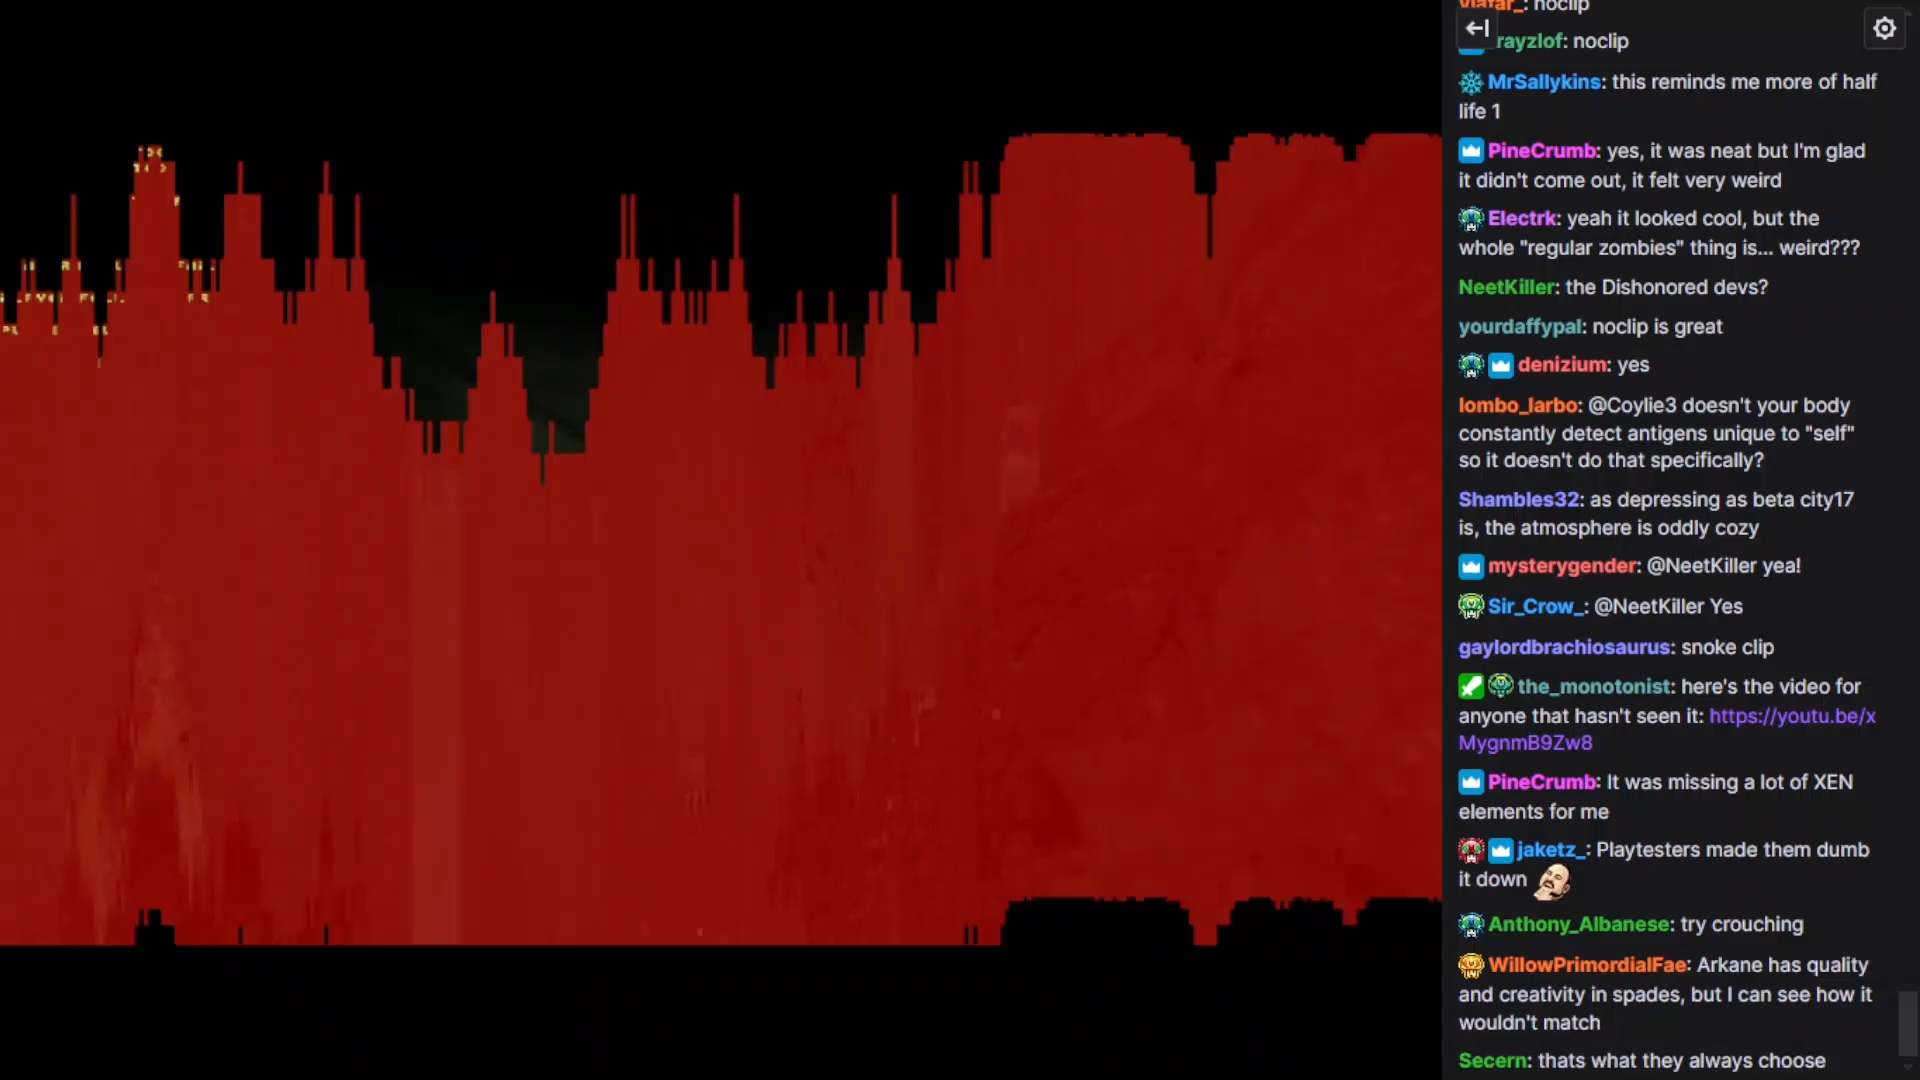 viatar_: noclip
rayzlof: noclip
MrSallykins: this reminds me more of half
life 1
PineCrumb: yes, it was neat but I'm glad
it didn't come out, it felt very weird
Electrk: yeah it looked cool, but the
whole "regular zombies" thing is... weird???
NeetKiller: the Dishonored devs?
yourdaffypal: noclip is great
denizium: yes
lombo_larbo: @Coylie3 doesn't your body
constantly detect antigens unique to "self"
so it doesn't do that specifically?
Shambles32: as depressing as beta city17
is, the atmosphere is oddly cozy
mysterygender: @NeetKiller yea!
Sir_Crow_: @NeetKiller Yes
gaylordbrachiosaurus: snoke clip
the_monotonist: here's the video for
anyone that hasn't seen it: https://youtu.be/x
MygnmB9Zw8
PineCrumb: It was missing a lot of XEN
elements for me
jaketz_: Playtesters made them dumb
it down
Anthony_Albanese: try crouching
WillowPrimordialFae: Arkane has quality
and creativity in spades, but I can see how it
wouldn't match
Secern: thats what they always choose